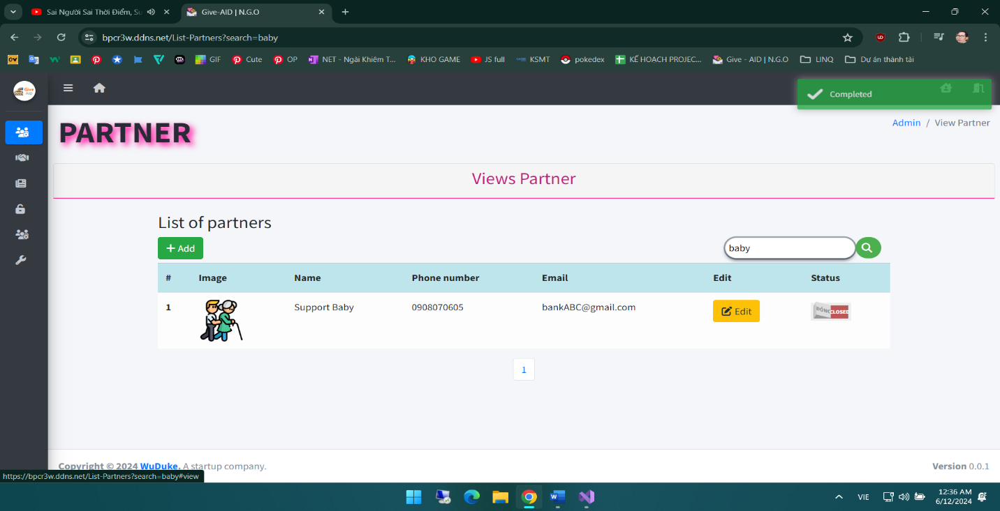 Sai Người Sai Thời Điểm, Su
Give-AID | N.G.O
bpcr3w.ddns.net/List-Partners?search=baby
GIF
Cute
OP
NET - Ngài Khiêm T...
KHO GAME
JS full
KSMT
pokedex
KẾ HOẠCH PROJEC...
Give - AID | N.G.O
LINQ
Dự án thành tài
Give
AID
Completed
PARTNER
Admin / View Partner
Views Partner
List of partners
+ Add
baby
# Image Name Phone number Email Edit Status
1 Support Baby 0908070605 bankABC@gmail.com Edit ĐÓNG CLOSED
1
Copyright © 2024 WuDuke. A startup company.
Version 0.0.1
https://bpcr3w.ddns.net/List-Partners?search=baby#view
VIE
12:36 AM
6/12/2024